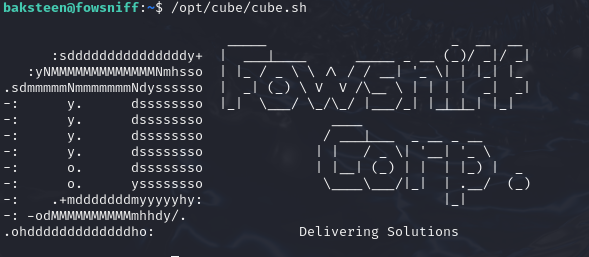 baksteen@fowsniff:~$ /opt/cube/cube.sh
:sdddddddddddddddy+
:yNMMMMMMMMMMMMMNmhsso
.sdmmmmmNmmmmmmmNdyssssso
-: y. dssssssso
-: y. dssssssso
-: y. dssssssso
-: y. dssssssso
-: o. dssssssso
-: o. yssssssso
-: .+mdddddddmyyyyyhy:
-: -odMMMMMMMMMMmhhdy/.
.ohdddddddddddddho:
Fowsniff
Corp.
Delivering Solutions